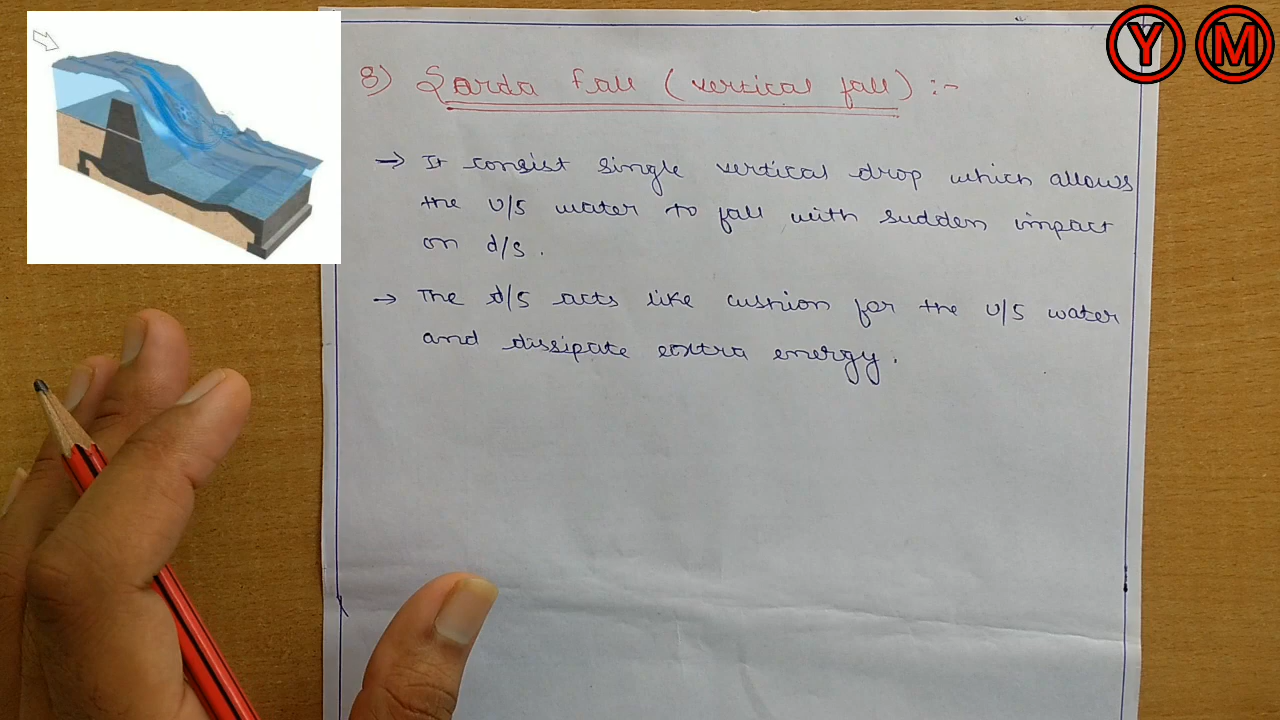 8) Sarda fall (vertical fall) :-
→ It consist single vertical drop which allows
the U/S water to fall with sudden impact
on d/s.
→ The d/s acts like cushion for the U/S water
and dissipate extra energy.
Y M